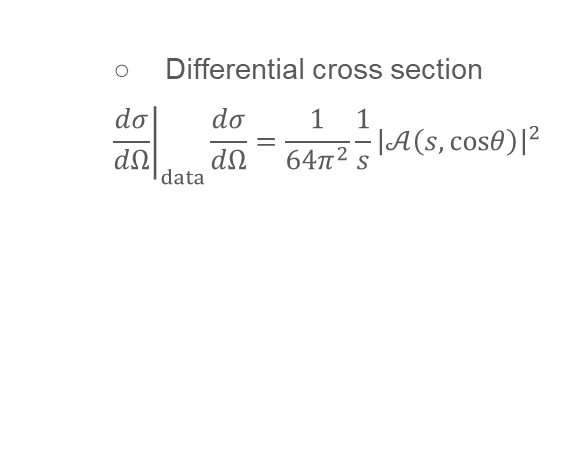 ○ Differential cross section
dσ/dΩ|data dσ/dΩ = 1/64π² 1/s |𝒜(s, cosθ)|²